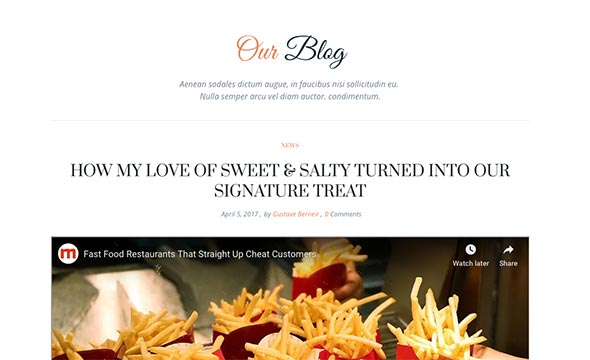 Our Blog
Aenean sodales dictum augue, in faucibus nisi sollicitudin eu.
Nulla semper arcu vel diam auctor, condimentum.
NEWS
HOW MY LOVE OF SWEET & SALTY TURNED INTO OUR
SIGNATURE TREAT
April 5, 2017 , by Gustave Berneir , 0 Comments
m
Fast Food Restaurants That Straight Up Cheat Customers
Watch later
Share